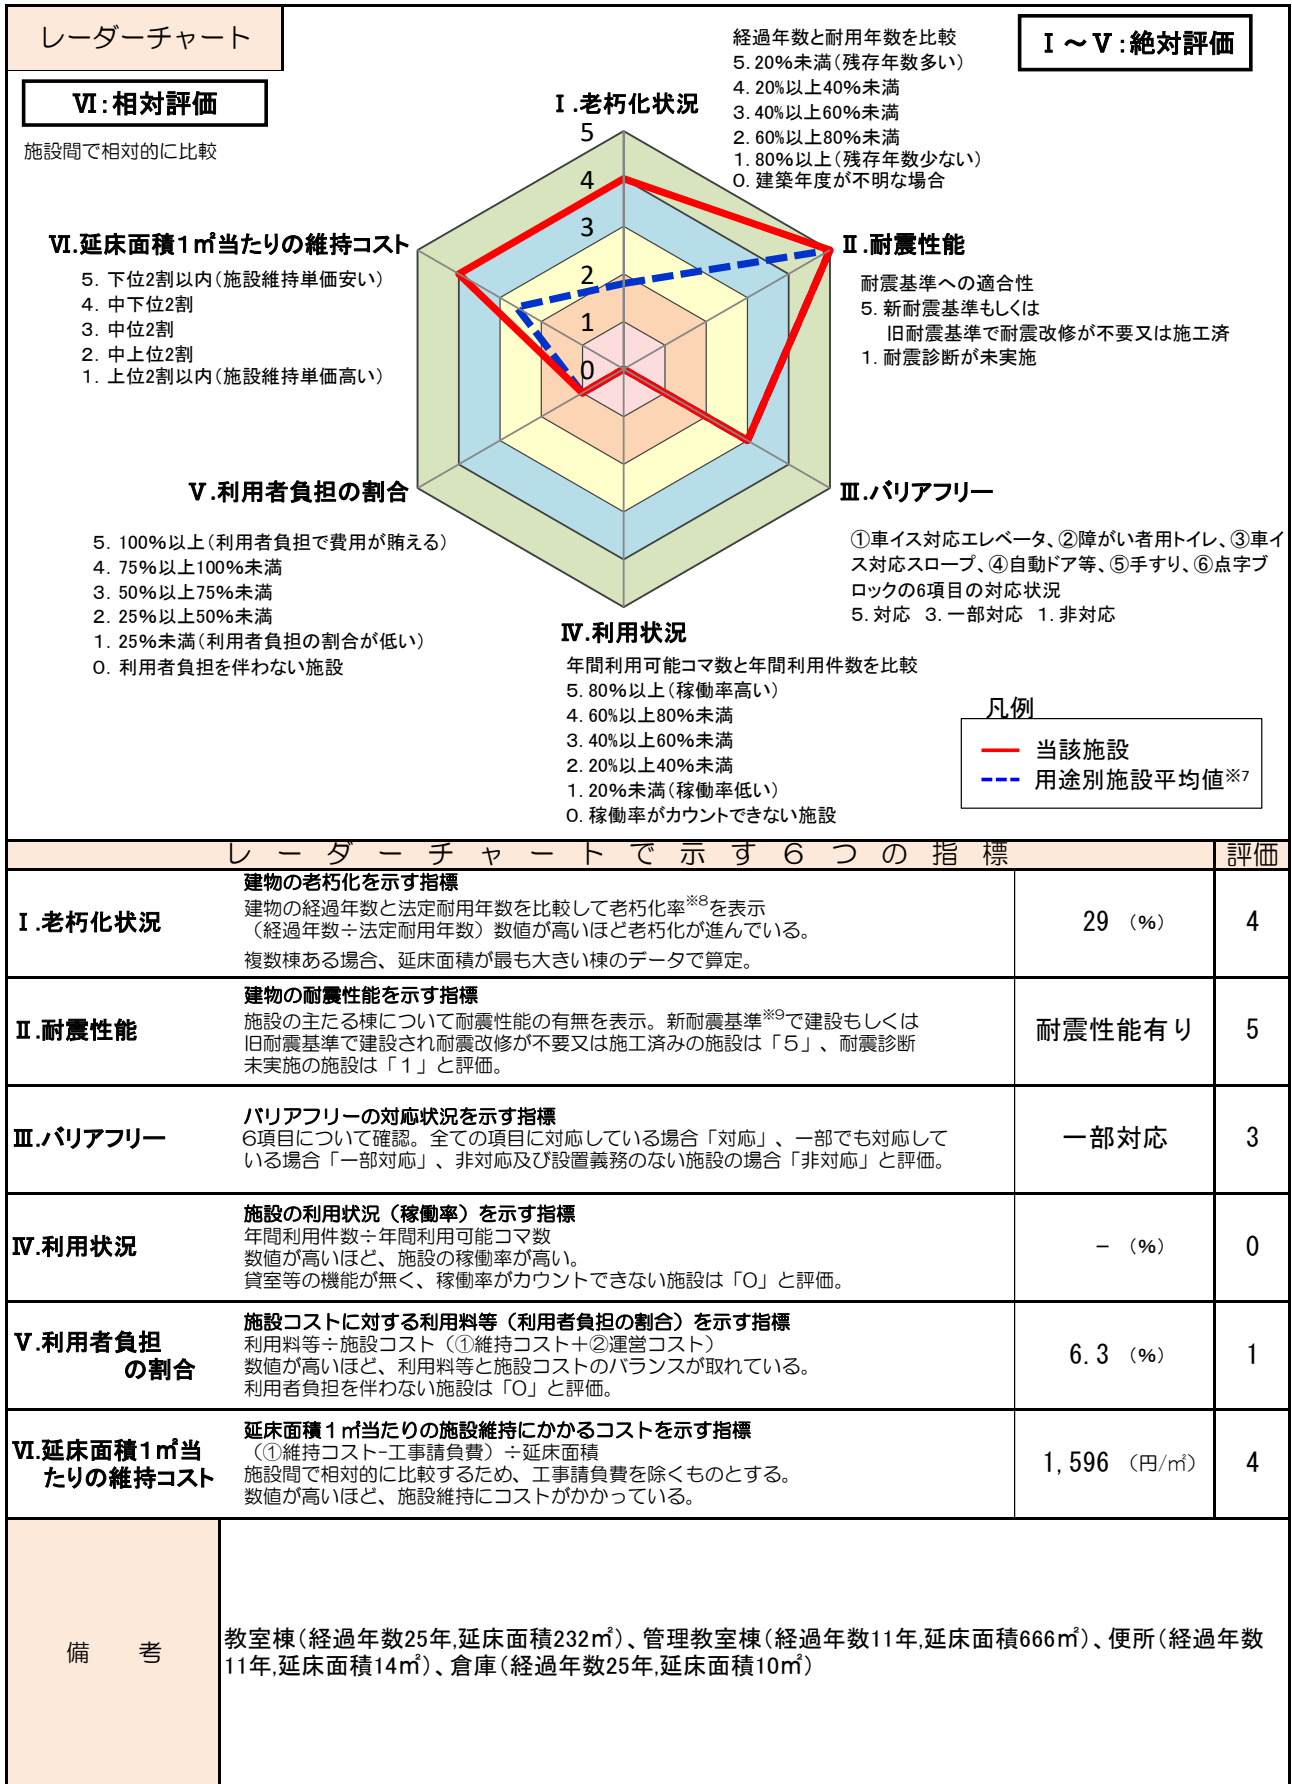 レーダーチャート
Ⅰ～Ⅴ:絶対評価
Ⅵ:相対評価
施設間で相対的に比較
経過年数と耐用年数を比較
5.20%未満(残存年数多い)
4.20%以上40%未満
3.40%以上60%未満
2.60%以上80%未満
1.80%以上(残存年数少ない)
0.建築年度が不明な場合
Ⅰ.老朽化状況
5
4
3
2
1
0
Ⅵ.延床面積1㎡当たりの維持コスト
5. 下位2割以内(施設維持単価安い)
4. 中下位2割
3. 中位2割
2. 中上位2割
1. 上位2割以内(施設維持単価高い)
Ⅱ.耐震性能
耐震基準への適合性
5. 新耐震基準もしくは
旧耐震基準で耐震改修が不要又は施工済
1. 耐震診断が未実施
Ⅴ.利用者負担の割合
5. 100%以上(利用者負担で費用が賄える)
4. 75%以上100%未満
3. 50%以上75%未満
2. 25%以上50%未満
1. 25%未満(利用者負担の割合が低い)
0. 利用者負担を伴わない施設
Ⅲ.バリアフリー
①車イス対応エレベータ、②障がい者用トイレ、③車イ
ス対応スロープ、④自動ドア等、⑤手すり、⑥点字ブ
ロックの6項目の対応状況
5.対応 3.一部対応 1.非対応
Ⅳ.利用状況
年間利用可能コマ数と年間利用件数を比較
5.80%以上(稼働率高い)
4.60%以上80%未満
3.40%以上60%未満
2.20%以上40%未満
1.20%未満(稼働率低い)
0.稼働率がカウントできない施設
凡例
当該施設
用途別施設平均値※7
レーダーチャートで示す6つの指標 評価
Ⅰ.老朽化状況
建物の老朽化を示す指標
建物の経過年数と法定耐用年数を比較して老朽化率※8を表示
(経過年数÷法定耐用年数)数値が高いほど老朽化が進んでいる。
複数棟ある場合、延床面積が最も大きい棟のデータで算定。
29 (%) 4
Ⅱ.耐震性能
建物の耐震性能を示す指標
施設の主たる棟について耐震性能の有無を表示。新耐震基準※9で建設もしくは
旧耐震基準で建設され耐震改修が不要又は施工済みの施設は「5」、耐震診断
未実施の施設は「1」と評価。
耐震性能有り 5
Ⅲ.バリアフリー
バリアフリーの対応状況を示す指標
6項目について確認。全ての項目に対応している場合「対応」、一部でも対応して
いる場合「一部対応」、非対応及び設置義務のない施設の場合「非対応」と評価。
一部対応 3
Ⅳ.利用状況
施設の利用状況(稼働率)を示す指標
年間利用件数÷年間利用可能コマ数
数値が高いほど、施設の稼働率が高い。
貸室等の機能が無く、稼働率がカウントできない施設は「0」と評価。
- (%) 0
Ⅴ.利用者負担
の割合
施設コストに対する利用料等(利用者負担の割合)を示す指標
利用料等÷施設コスト(①維持コスト+②運営コスト)
数値が高いほど、利用料等と施設コストのバランスが取れている。
利用者負担を伴わない施設は「0」と評価。
6.3 (%) 1
Ⅵ.延床面積1㎡当
たりの維持コスト
延床面積1㎡当たりの施設維持にかかるコストを示す指標
(①維持コスト-工事請負費)÷延床面積
施設間で相対的に比較するため、工事請負費を除くものとする。
数値が高いほど、施設維持にコストがかかっている。
1,596 (円/㎡) 4
備 考
教室棟(経過年数25年,延床面積232㎡)、管理教室棟(経過年数11年,延床面積666㎡)、便所(経過年数
11年,延床面積14㎡)、倉庫(経過年数25年,延床面積10㎡)